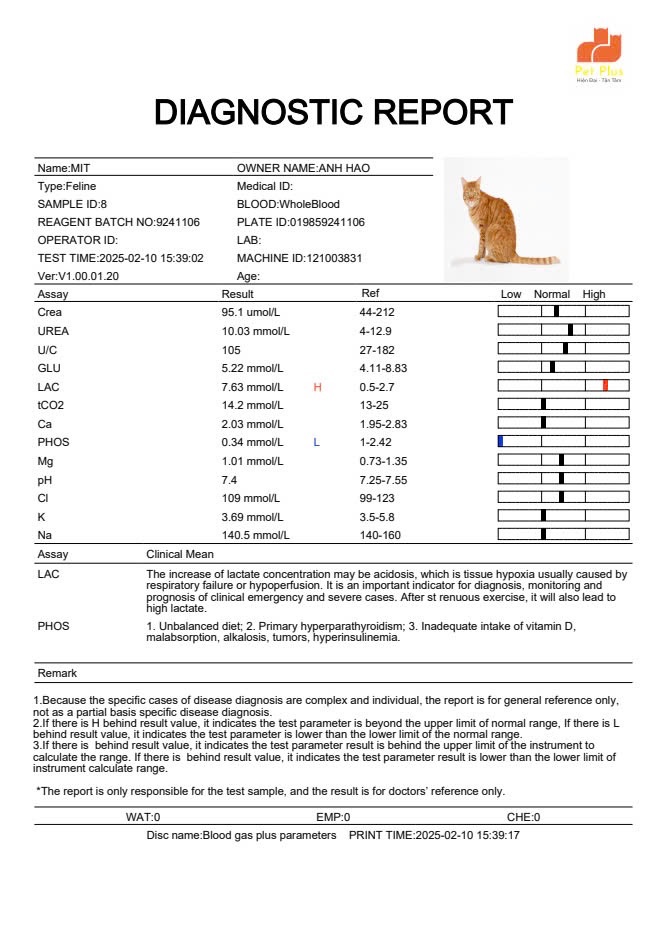 Pet Plus
Hiện Đại - Tận Tâm
DIAGNOSTIC REPORT
Name:MIT OWNER NAME:ANH HAO
Type:Feline Medical ID:
SAMPLE ID:8 BLOOD:WholeBlood
REAGENT BATCH NO:9241106 PLATE ID:019859241106
OPERATOR ID: LAB:
TEST TIME:2025-02-10 15:39:02 MACHINE ID:121003831
Ver:V1.00.01.20 Age:
Assay Result Ref Low Normal High
Crea 95.1 umol/L 44-212
UREA 10.03 mmol/L 4-12.9
U/C 105 27-182
GLU 5.22 mmol/L 4.11-8.83
LAC 7.63 mmol/L H 0.5-2.7
tCO2 14.2 mmol/L 13-25
Ca 2.03 mmol/L 1.95-2.83
PHOS 0.34 mmol/L L 1-2.42
Mg 1.01 mmol/L 0.73-1.35
pH 7.4 7.25-7.55
Cl 109 mmol/L 99-123
K 3.69 mmol/L 3.5-5.8
Na 140.5 mmol/L 140-160
Assay Clinical Mean
LAC The increase of lactate concentration may be acidosis, which is tissue hypoxia usually caused by
respiratory failure or hypoperfusion. It is an important indicator for diagnosis, monitoring and
prognosis of clinical emergency and severe cases. After st renuous exercise, it will also lead to
high lactate.
PHOS 1. Unbalanced diet; 2. Primary hyperparathyroidism; 3. Inadequate intake of vitamin D,
malabsorption, alkalosis, tumors, hyperinsulinemia.
Remark
1.Because the specific cases of disease diagnosis are complex and individual, the report is for general reference only,
not as a partial basis specific disease diagnosis.
2.If there is H behind result value, it indicates the test parameter is beyond the upper limit of normal range, If there is L
behind result value, it indicates the test parameter is lower than the lower limit of the normal range.
3.If there is  behind result value, it indicates the test parameter result is behind the upper limit of the instrument to
calculate the range. If there is  behind result value, it indicates the test parameter result is lower than the lower limit of
instrument calculate range.
*The report is only responsible for the test sample, and the result is for doctors' reference only.
WAT:0 EMP:0 CHE:0
Disc name:Blood gas plus parameters PRINT TIME:2025-02-10 15:39:17